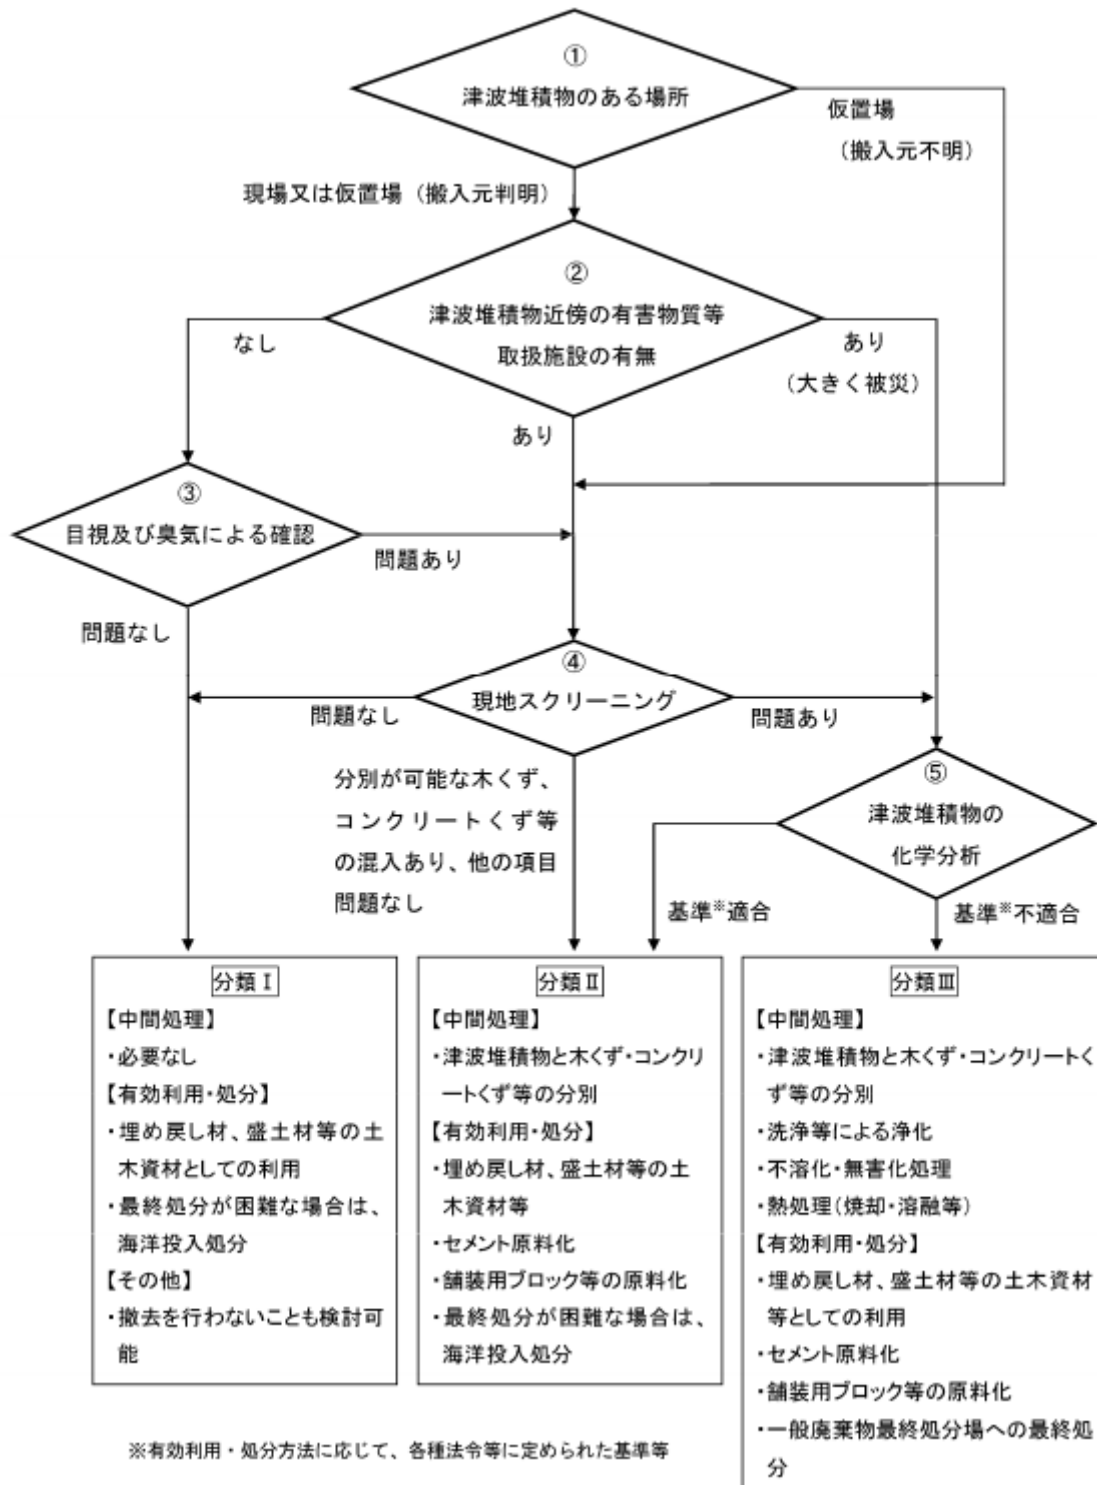 ①
津波堆積物のある場所
仮置場
（搬入元不明）
現場又は仮置場（搬入元判明）
②
津波堆積物近傍の有害物質等
取扱施設の有無
なし
あり
（大きく被災）
あり
③
目視及び臭気による確認
問題あり
問題なし
④
現地スクリーニング
問題なし
問題あり
分別が可能な木くず、
コンクリートくず等
の混入あり、他の項目
問題なし
⑤
津波堆積物の
化学分析
基準※適合
基準※不適合
分類Ⅰ
【中間処理】
・必要なし
【有効利用・処分】
・埋め戻し材、盛土材等の土
木資材としての利用
・最終処分が困難な場合は、
海洋投入処分
【その他】
・撤去を行わないことも検討可
能
分類Ⅱ
【中間処理】
・津波堆積物と木くず・コンクリ
ートくず等の分別
【有効利用・処分】
・埋め戻し材、盛土材等の土
木資材等
・セメント原料化
・舗装用ブロック等の原料化
・最終処分が困難な場合は、
海洋投入処分
分類Ⅲ
【中間処理】
・津波堆積物と木くず・コンクリートく
ず等の分別
・洗浄等による浄化
・不溶化・無害化処理
・熱処理（焼却・溶融等）
【有効利用・処分】
・埋め戻し材、盛土材等の土木資材
等としての利用
・セメント原料化
・舗装用ブロック等の原料化
・一般廃棄物最終処分場への最終処
分
※有効利用・処分方法に応じて、各種法令等に定められた基準等